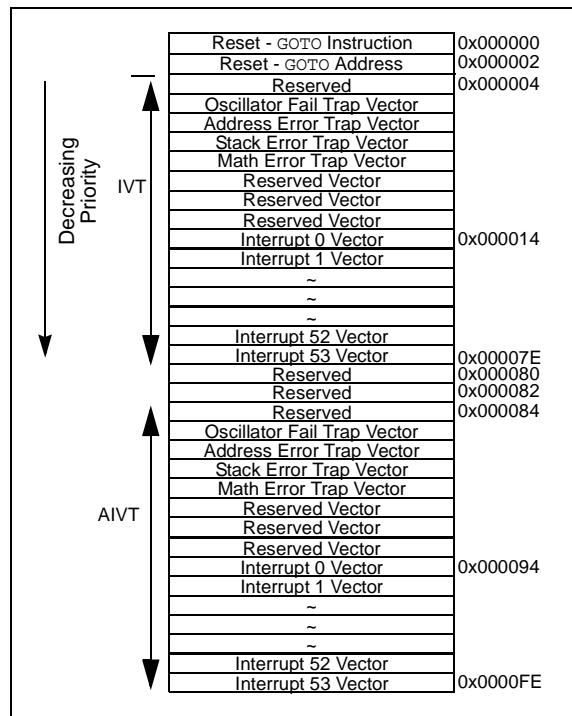 Reset - GOTO Instruction 0x000000
Reset - GOTO Address 0x000002
Reserved 0x000004
Oscillator Fail Trap Vector
Address Error Trap Vector
Stack Error Trap Vector
Math Error Trap Vector
Reserved Vector
Reserved Vector
Reserved Vector
Interrupt 0 Vector 0x000014
Interrupt 1 Vector
~
~
~
Interrupt 52 Vector
Interrupt 53 Vector 0x00007E
Reserved 0x000080
Reserved 0x000082
Reserved 0x000084
Oscillator Fail Trap Vector
Address Error Trap Vector
Stack Error Trap Vector
Math Error Trap Vector
Reserved Vector
Reserved Vector
Reserved Vector
Interrupt 0 Vector 0x000094
Interrupt 1 Vector
~
~
~
Interrupt 52 Vector
Interrupt 53 Vector 0x0000FE
Decreasing
Priority
IVT
AIVT